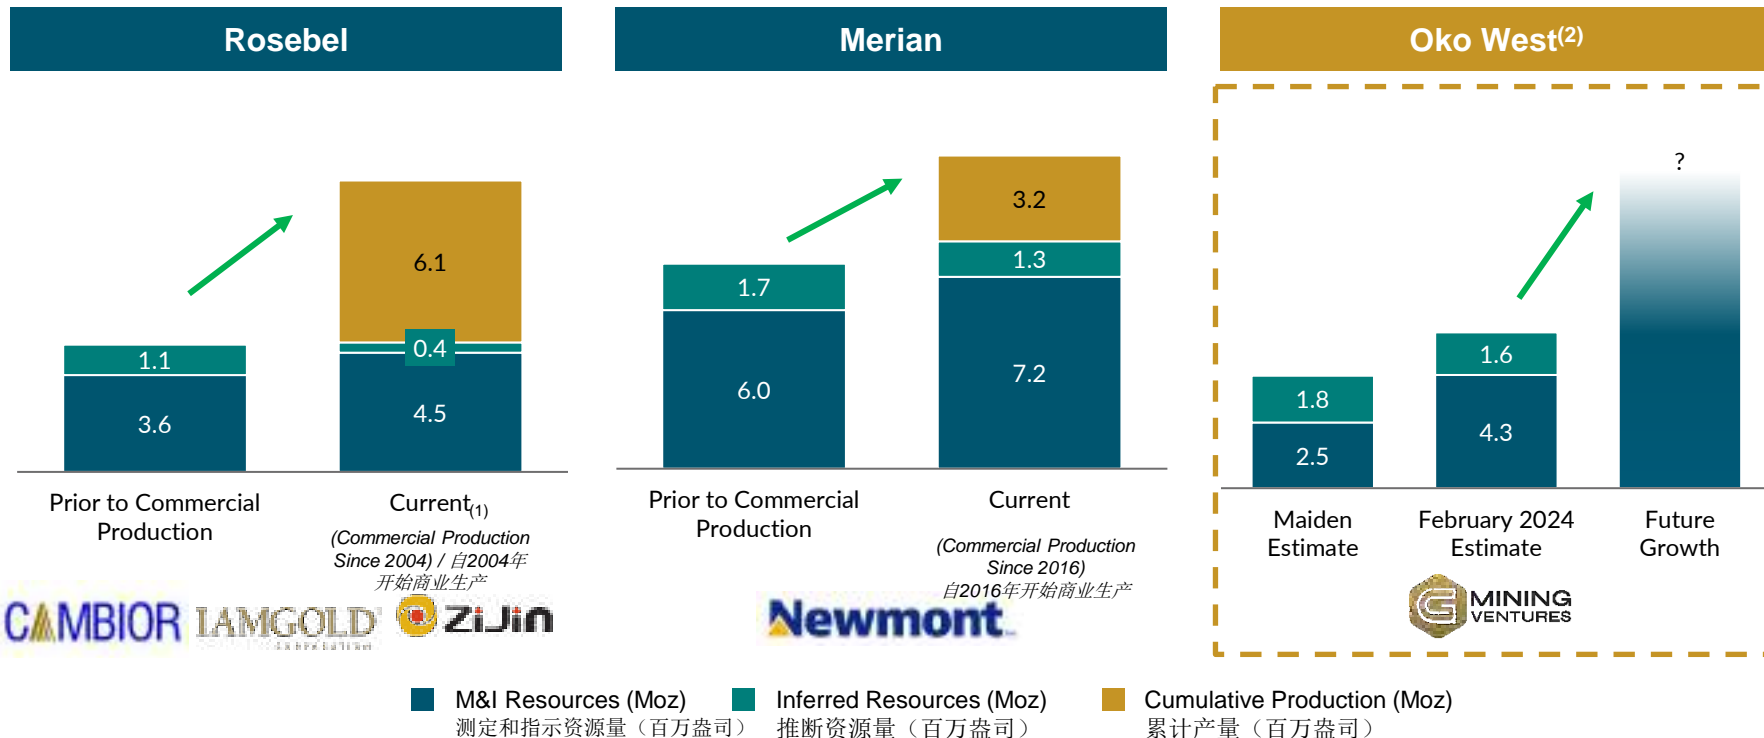 Rosebel
6.1
0.4
4.5
1.1
3.6
Prior to Commercial
Production
Current(1)
(Commercial Production
Since 2004) / 自2004年
开始商业生产
CAMBIOR
IAMGOLD
ZiJin
Merian
3.2
1.3
7.2
1.7
6.0
Prior to Commercial
Production
Current
(Commercial Production
Since 2016)
自2016年开始商业生产
Newmont
Oko West(2)
?
1.6
4.3
1.8
2.5
Maiden
Estimate
February 2024
Estimate
Future
Growth
G MINING
VENTURES
M&I Resources (Moz)
测定和指示资源量（百万盎司）
Inferred Resources (Moz)
推断资源量（百万盎司）
Cumulative Production (Moz)
累计产量（百万盎司）